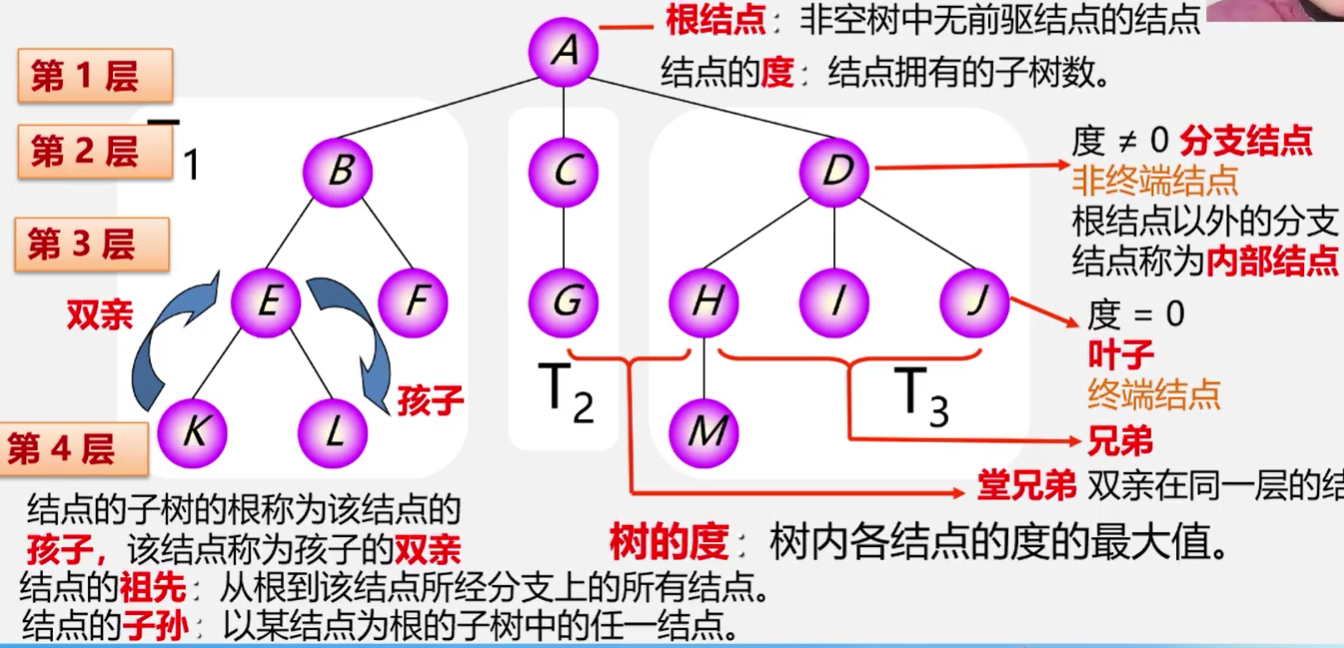 A
根结点：非空树中无前驱结点的结点
结点的度：结点拥有的子树数。
第 1 层
第 2 层
1
B
C
D
度 ≠ 0 分支结点
非终端结点
根结点以外的分支
结点称为内部结点
第 3 层
双亲
E
F
G
H
I
J
度 = 0
叶子
终端结点
孩子
T2
T3
第 4 层
K
L
M
兄弟
堂兄弟 双亲在同一层的结
结点的子树的根称为该结点的
孩子，该结点称为孩子的双亲
树的度：树内各结点的度的最大值。
结点的祖先：从根到该结点所经分支上的所有结点。
结点的子孙：以某结点为根的子树中的任一结点。